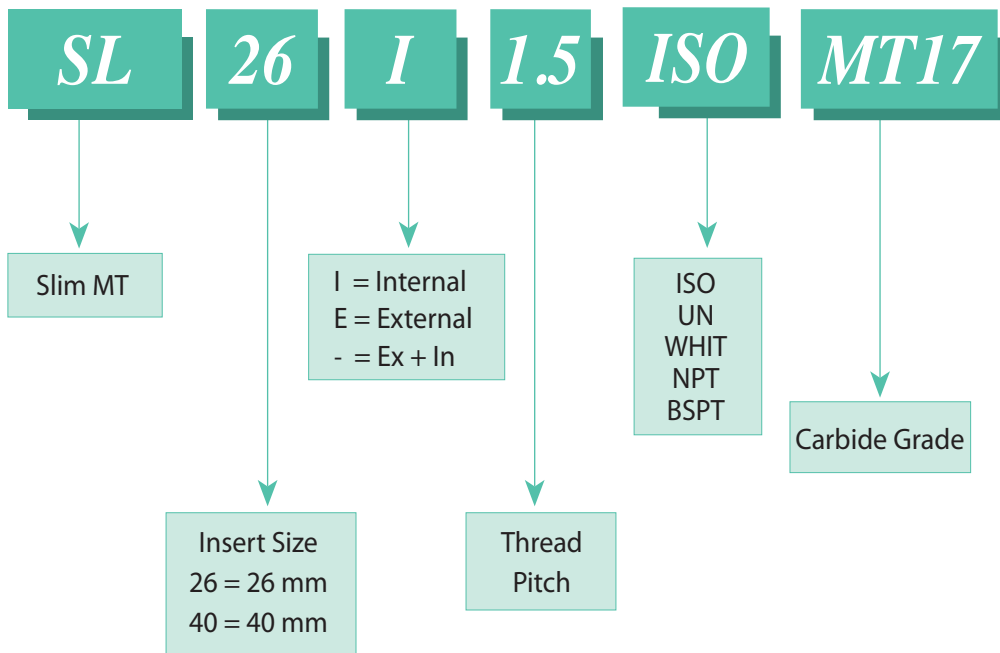 SL 26 I 1.5 ISO MT17
Slim MT
I = Internal
E = External
- = Ex + In
ISO
UN
WHIT
NPT
BSPT
Carbide Grade
Insert Size
26 = 26 mm
40 = 40 mm
Thread
Pitch